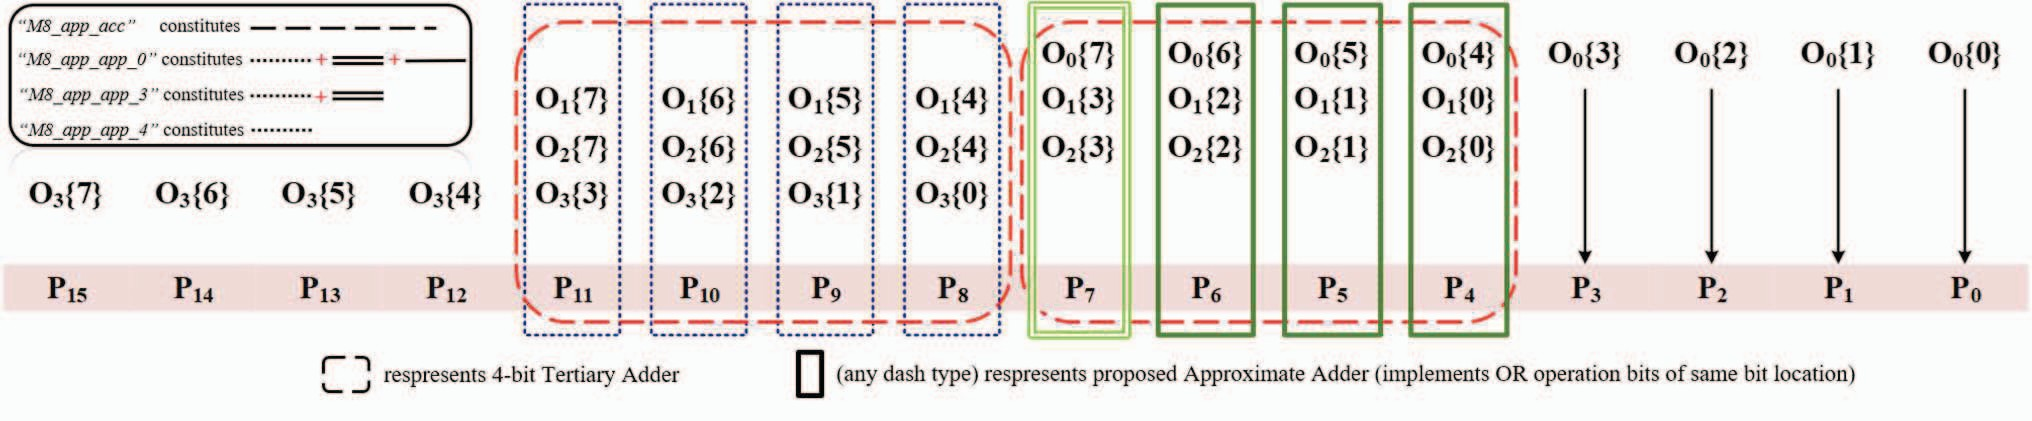 “M8_app_acc” constitutes
“M8_app_app_0” constitutes + +
“M8_app_app_3” constitutes +
“M8_app_app_4” constitutes
O₀{7} O₀{6} O₀{5} O₀{4} O₀{3} O₀{2} O₀{1} O₀{0}
O₁{7} O₁{6} O₁{5} O₁{4} O₁{3} O₁{2} O₁{1} O₁{0}
O₂{7} O₂{6} O₂{5} O₂{4} O₂{3} O₂{2} O₂{1} O₂{0}
O₃{7} O₃{6} O₃{5} O₃{4} O₃{3} O₃{2} O₃{1} O₃{0}
P₁₅ P₁₄ P₁₃ P₁₂ P₁₁ P₁₀ P₉ P₈ P₇ P₆ P₅ P₄ P₃ P₂ P₁ P₀
respresents 4-bit Tertiary Adder
(any dash type) respresents proposed Approximate Adder (implements OR operation bits of same bit location)